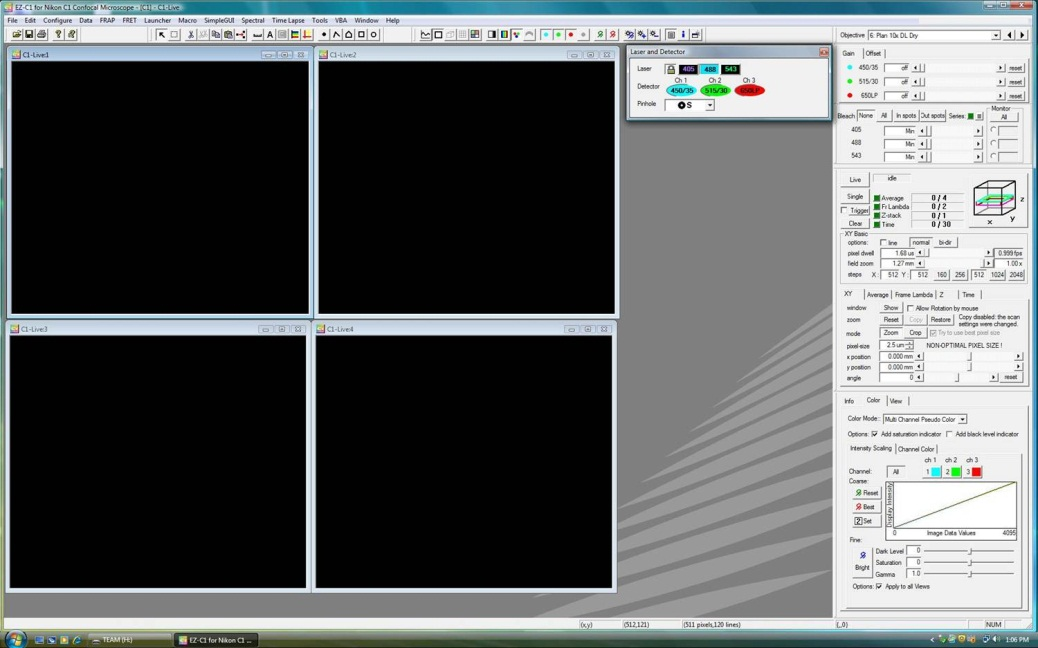 EZ-C1 for Nikon C1 Confocal Microscope - [C1] : C1-Live
File Run Configure Data FRAP FRET Launcher Macro SimpleGUI Spectral Time Lapse Tools VBA Window Help
Objective 6. Plan 10x DL Dry
C1-Live:1
C1-Live:2
C1-Live:3
C1-Live:4
Laser and Detector
Laser 405 488 543
Ch 1 Ch 2 Ch 3
Detector 450/35 515/30 650LP
Pinhole S
Gain Offset
450/35 off reset
515/30 off reset
650LP off reset
Bleach None All In spots Out spots Series:
Monitor
All
405 Min
488 Min
543 Min
Live idle
Single
Trigger
Clear
Average 0 / 4
Fr Lambda 0 / 2
Z-stack 0 / 1
Time 0 / 30
z
y
x
XY Basic
options: line normal bi-dir
pixel dwell 1.68 us 0.999 fps
field zoom 1.27 mm 1.00 x
steps X : 512 Y : 512 160 256 512 1024 2048
XY Average Frame Lambda Z Time
window Show Allow Rotation by mouse
zoom Reset Copy Restore Copy disabled: the scan settings were changed.
mode Zoom Crop Try to use best pixel size
pixel-size 2.5 um NON-OPTIMAL PIXEL SIZE !
x position 0.000 mm
y position 0.000 mm
angle 0 reset
Info Color View
Color Mode: Multi Channel Pseudo Color
Options: Add saturation indicator Add black level indicator
Intensity Scaling Channel Color
ch 1 ch 2 ch 3
Channel: All 1 2 3
Coarse:
Reset
Best
Set
Display Intensity
0 Image Data Values 4095
Fine:
Bright
Dark Level 0
Saturation 0
Gamma 1.0
Options: Apply to all Views
(x,y) (512,121) (511 pixels,120 lines) (,,0) NUM
TEAM (H:) EZ-C1 for Nikon C1 ... 1:06 PM